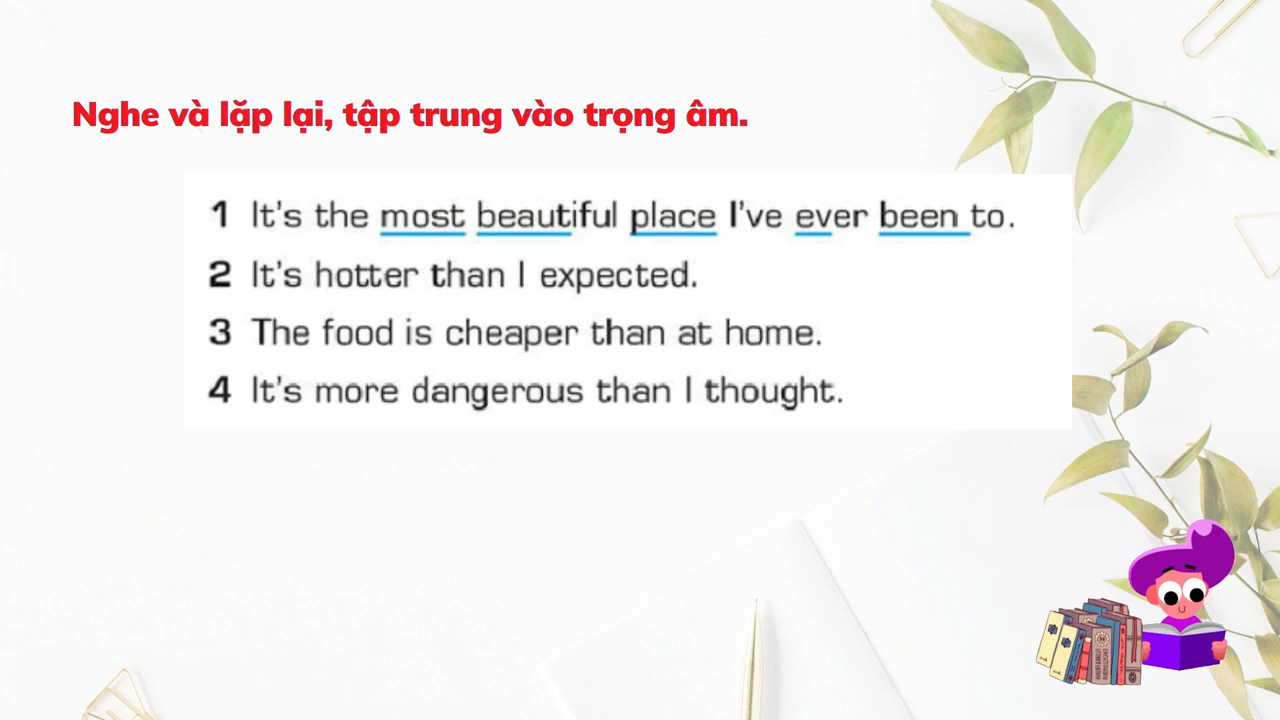 Nghe và lặp lại, tập trung vào trọng âm.
1 It's the most beautiful place I've ever been to.
2 It's hotter than I expected.
3 The food is cheaper than at home.
4 It's more dangerous than I thought.